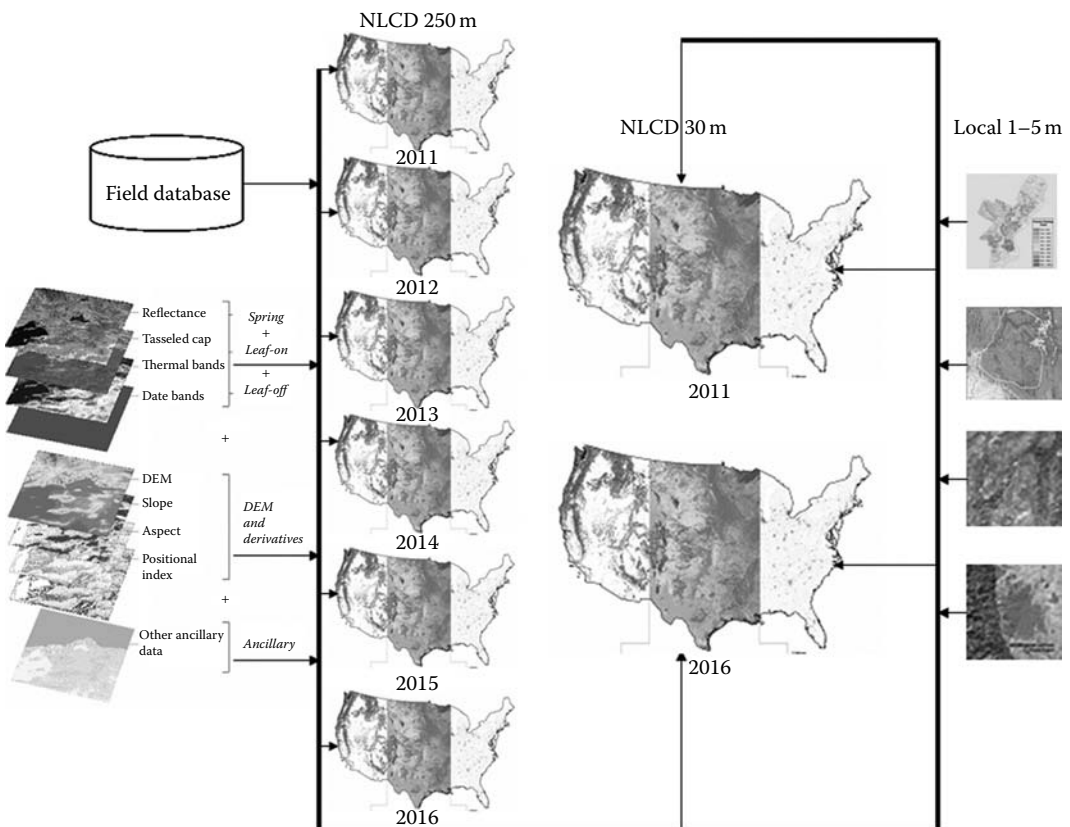 NLCD 250 m
2011
2012
2013
2014
2015
2016
Field database
Reflectance
Tasseled cap
Thermal bands
Date bands
Spring
+
Leaf-on
+
Leaf-off
+
DEM
Slope
Aspect
Positional
index
DEM
and
derivatives
+
Other ancillary
data
Ancillary
NLCD 30 m
2011
2016
Local 1–5 m